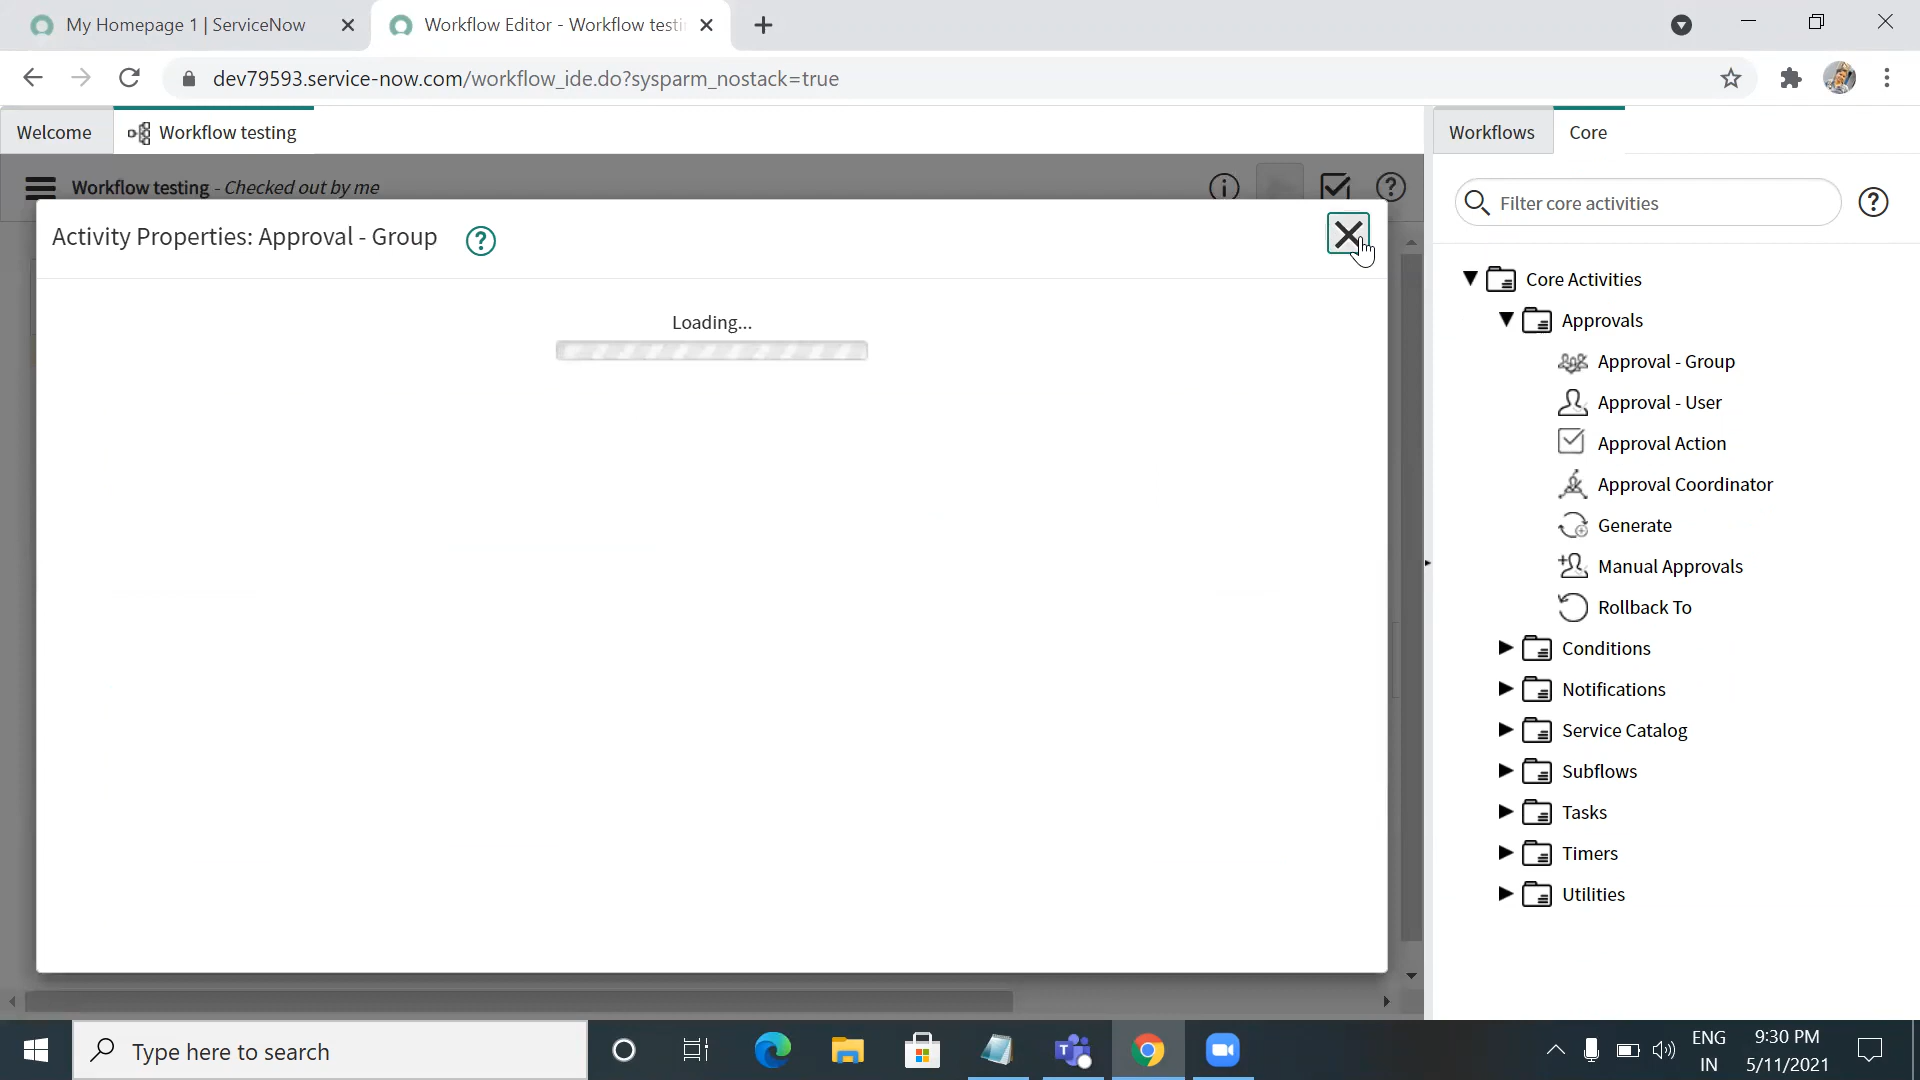 My Homepage 1 | ServiceNow
Workflow Editor - Workflow testi
dev79593.service-now.com/workflow_ide.do?sysparm_nostack=true
Welcome
Workflow testing
Workflows
Core
Workflow testing - Checked out by me
Filter core activities
Activity Properties: Approval - Group
Loading...
Core Activities
Approvals
Approval - Group
Approval - User
Approval Action
Approval Coordinator
Generate
Manual Approvals
Rollback To
Conditions
Notifications
Service Catalog
Subflows
Tasks
Timers
Utilities
Type here to search
ENG
IN
9:30 PM
5/11/2021